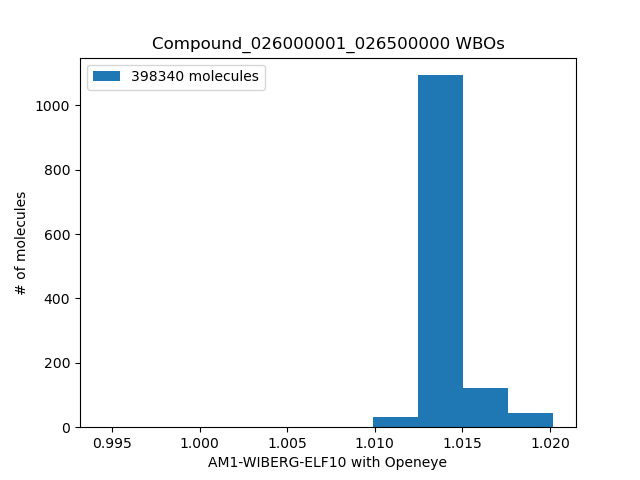 Compound_026000001_026500000 WBOs
398340 molecules
# of molecules
1000
800
600
400
200
0
0.995 1.000 1.005 1.010 1.015 1.020
AM1-WIBERG-ELF10 with Openeye